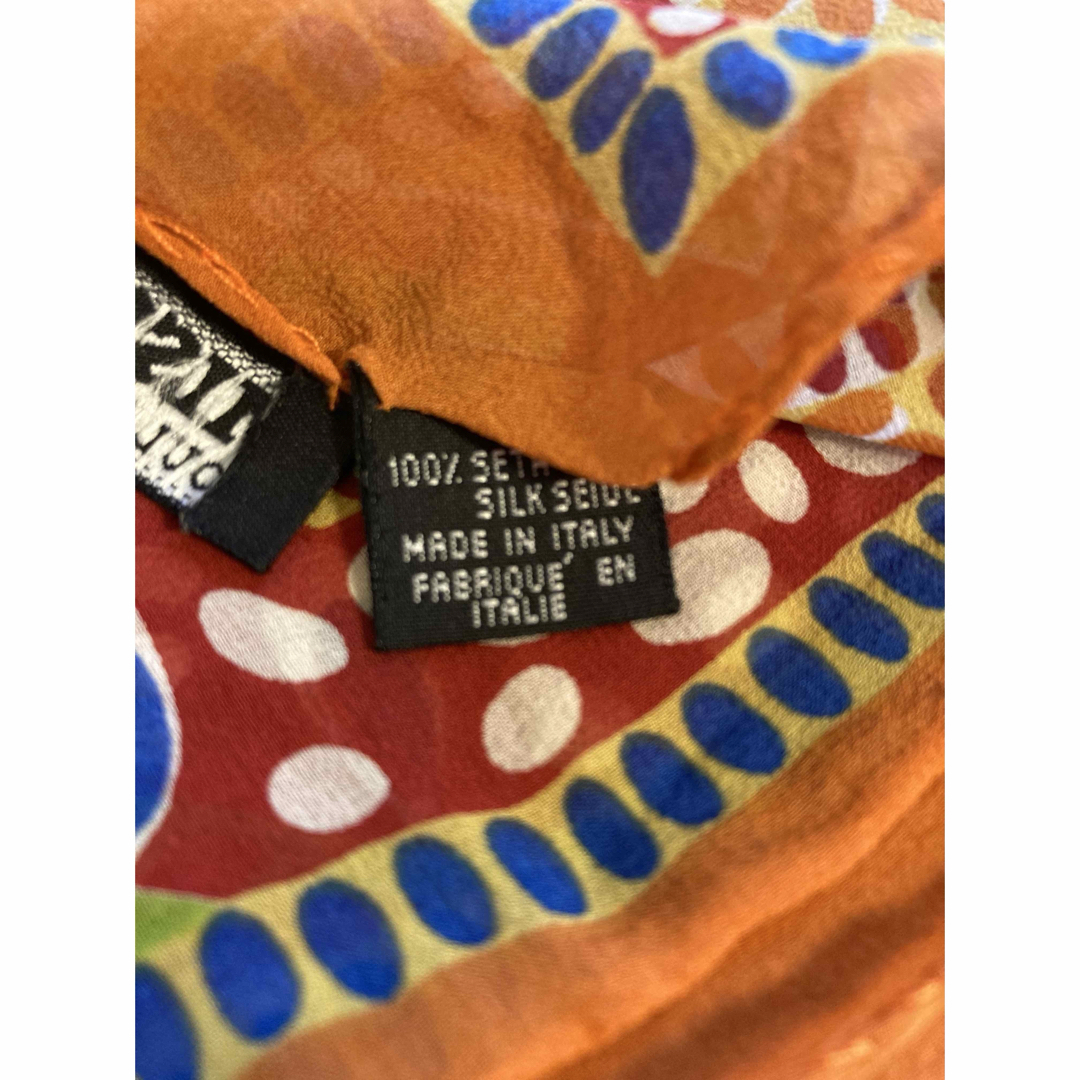 100% SETA
SILK SEIDE
MADE IN ITALY
FABRIQUE' EN
ITALIE